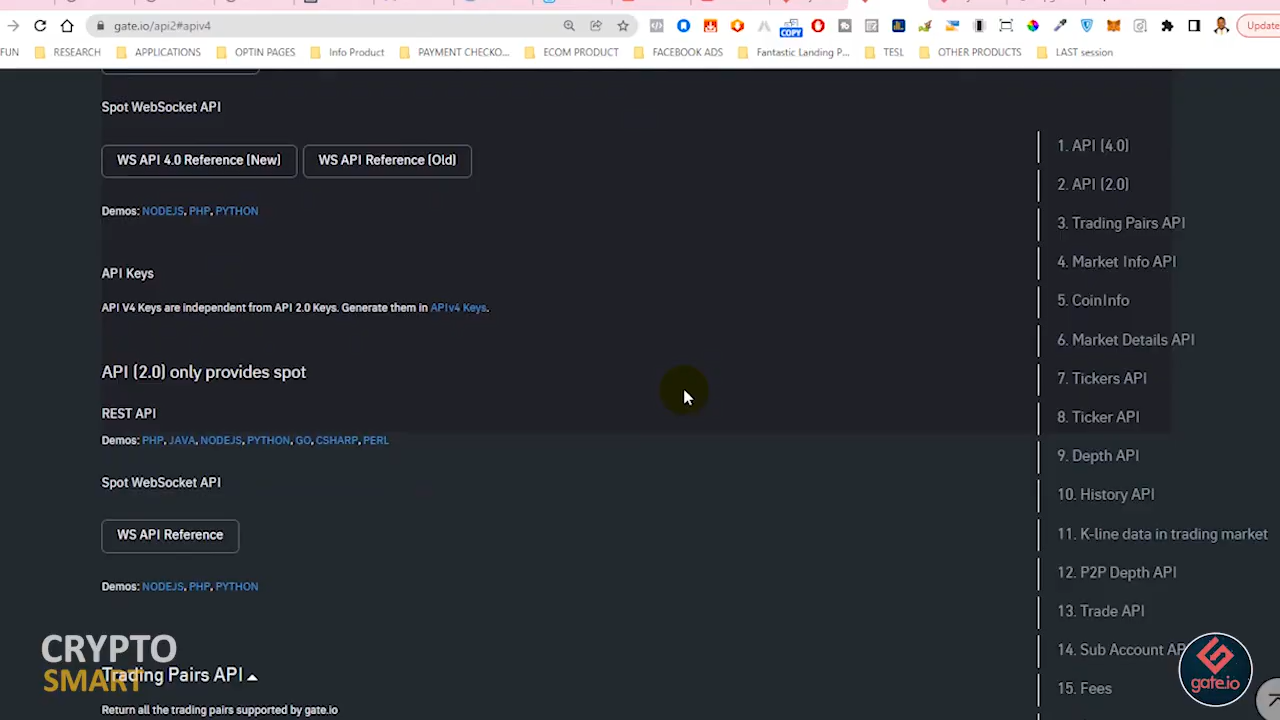 gate.io/api2#apiv4
COPY
Update
FUN RESEARCH APPLICATIONS OPTIN PAGES Info Product PAYMENT CHECKO... ECOM PRODUCT FACEBOOK ADS Fantastic Landing P... TESL OTHER PRODUCTS LAST session
Spot WebSocket API
WS API 4.0 Reference (New) WS API Reference (Old)
Demos: NODEJS, PHP, PYTHON
API Keys
API V4 Keys are independent from API 2.0 Keys. Generate them in APIv4 Keys.
API (2.0) only provides spot
REST API
Demos: PHP, JAVA, NODEJS, PYTHON, GO, CSHARP, PERL
Spot WebSocket API
WS API Reference
Demos: NODEJS, PHP, PYTHON
Trading Pairs API
Return all the trading pairs supported by gate.io
1. API (4.0)
2. API (2.0)
3. Trading Pairs API
4. Market Info API
5. CoinInfo
6. Market Details API
7. Tickers API
8. Ticker API
9. Depth API
10. History API
11. K-line data in trading market
12. P2P Depth API
13. Trade API
14. Sub Account AP
15. Fees
CRYPTO
SMART
gate.io